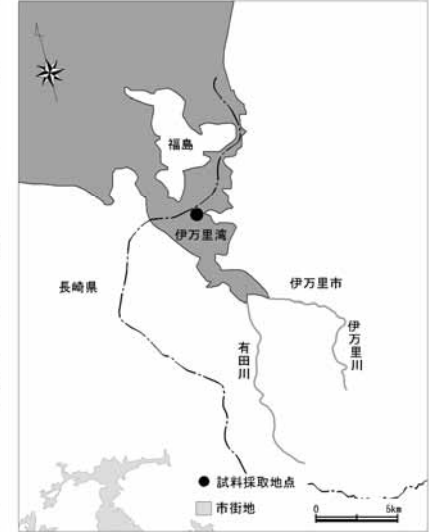 福島
伊万里湾
長崎県
伊万里市
伊万里川
有田川
試料採取地点
市街地
0 5km